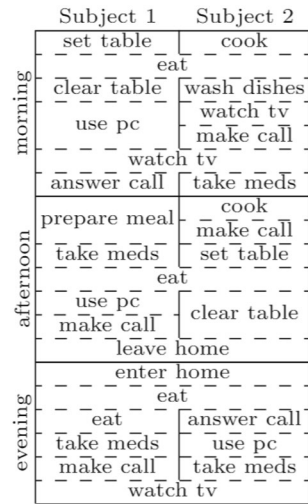 Subject 1 Subject 2
morning
set table cook
eat
clear table wash dishes
use pc watch tv
make call
watch tv
answer call take meds
afternoon
prepare meal cook
make call
take meds set table
eat
use pc clear table
make call
leave home
evening
enter home
eat
eat answer call
take meds use pc
make call take meds
watch tv